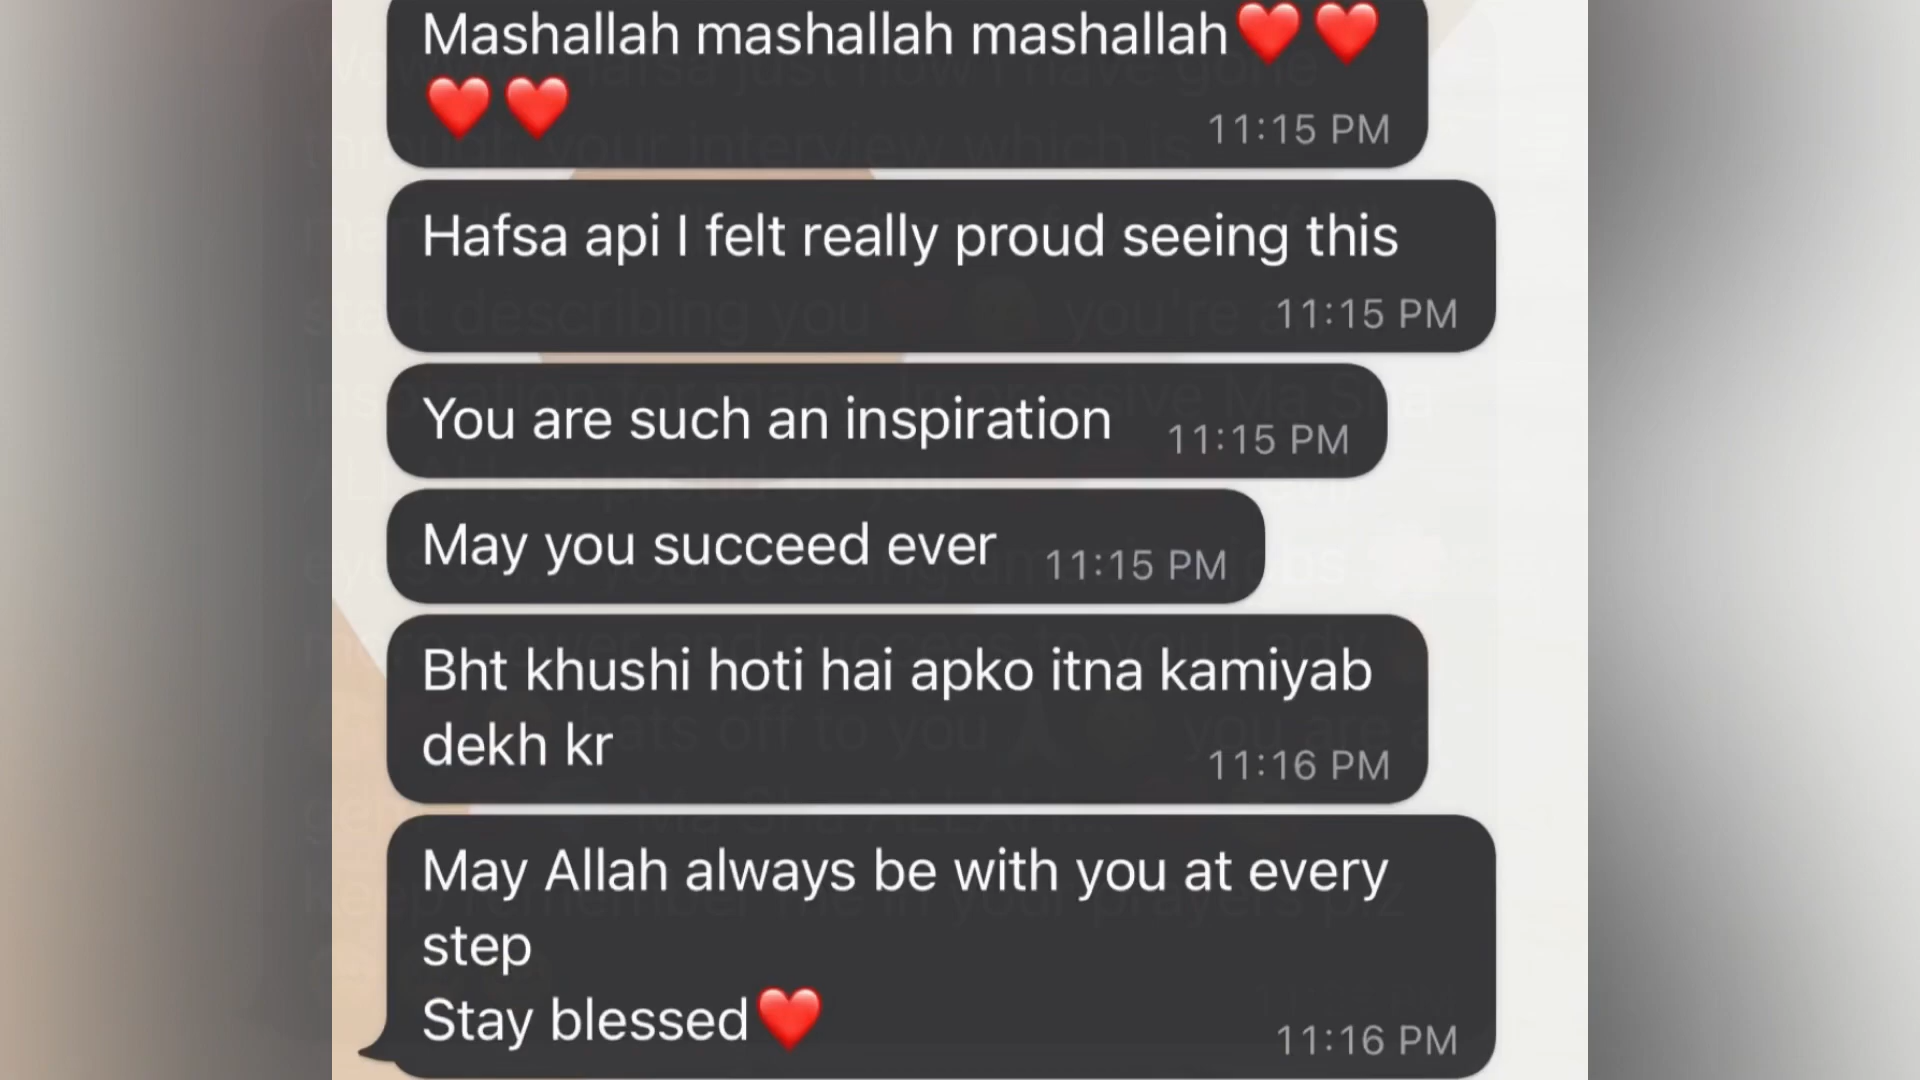 Mashallah mashallah mashallah❤️❤️
❤️❤️
11:15 PM
Hafsa api I felt really proud seeing this
11:15 PM
You are such an inspiration 11:15 PM
May you succeed ever 11:15 PM
Bht khushi hoti hai apko itna kamiyab
dekh kr
11:16 PM
May Allah always be with you at every
step
Stay blessed❤️
11:16 PM